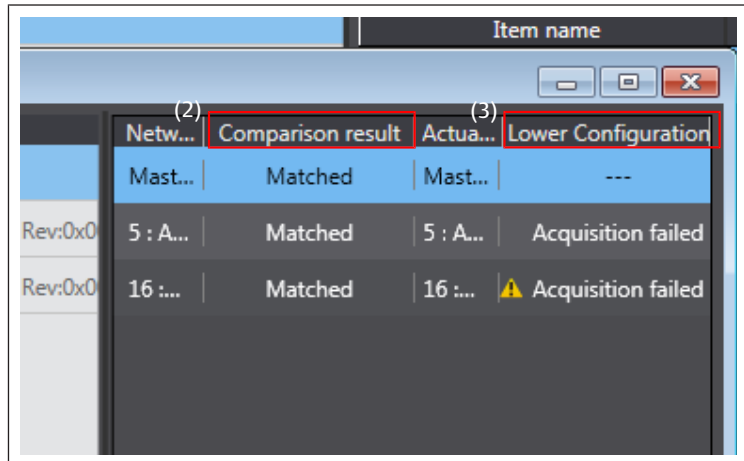 Item name
(2) (3)
Netw... Comparison result Actua... Lower Configuration
Mast... Matched Mast... ---
Rev:0x0 5 : A... Matched 5 : A... Acquisition failed
Rev:0x0 16 :... Matched 16 :... Acquisition failed